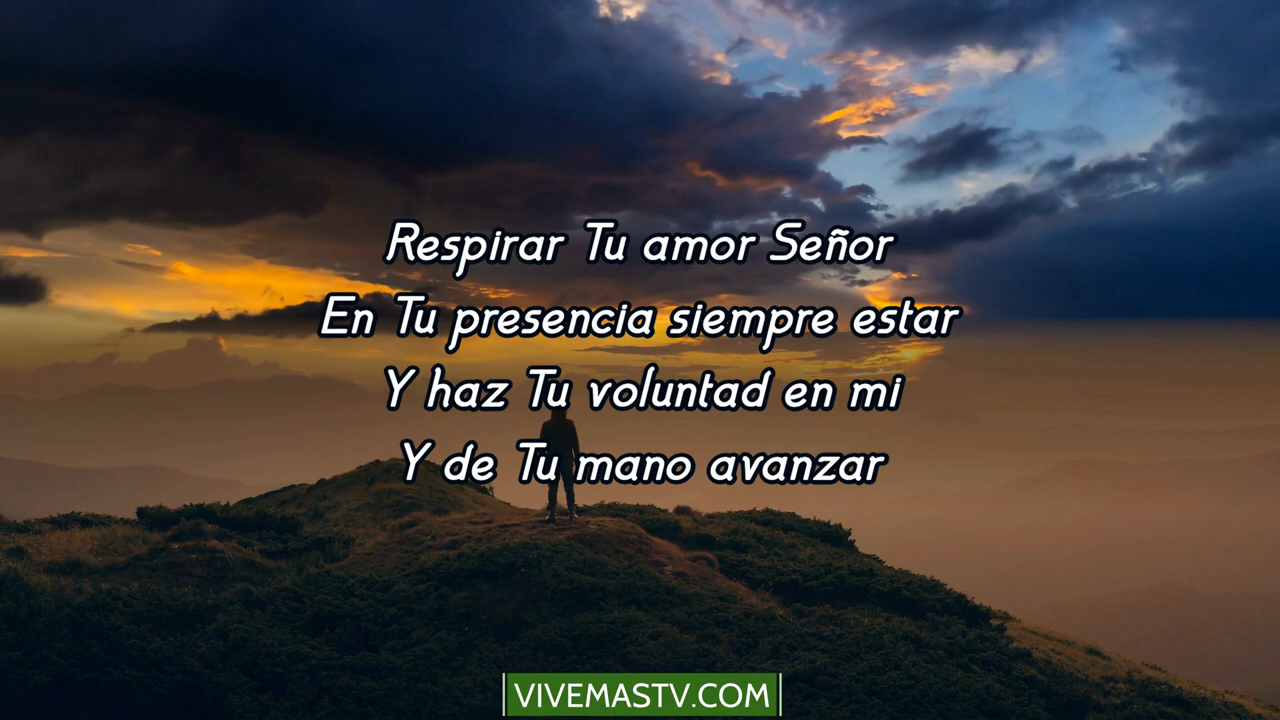 Respirar Tu amor Señor
En Tu presencia siempre estar
Y haz Tu voluntad en mi
Y de Tu mano avanzar
VIVEMASTV.COM